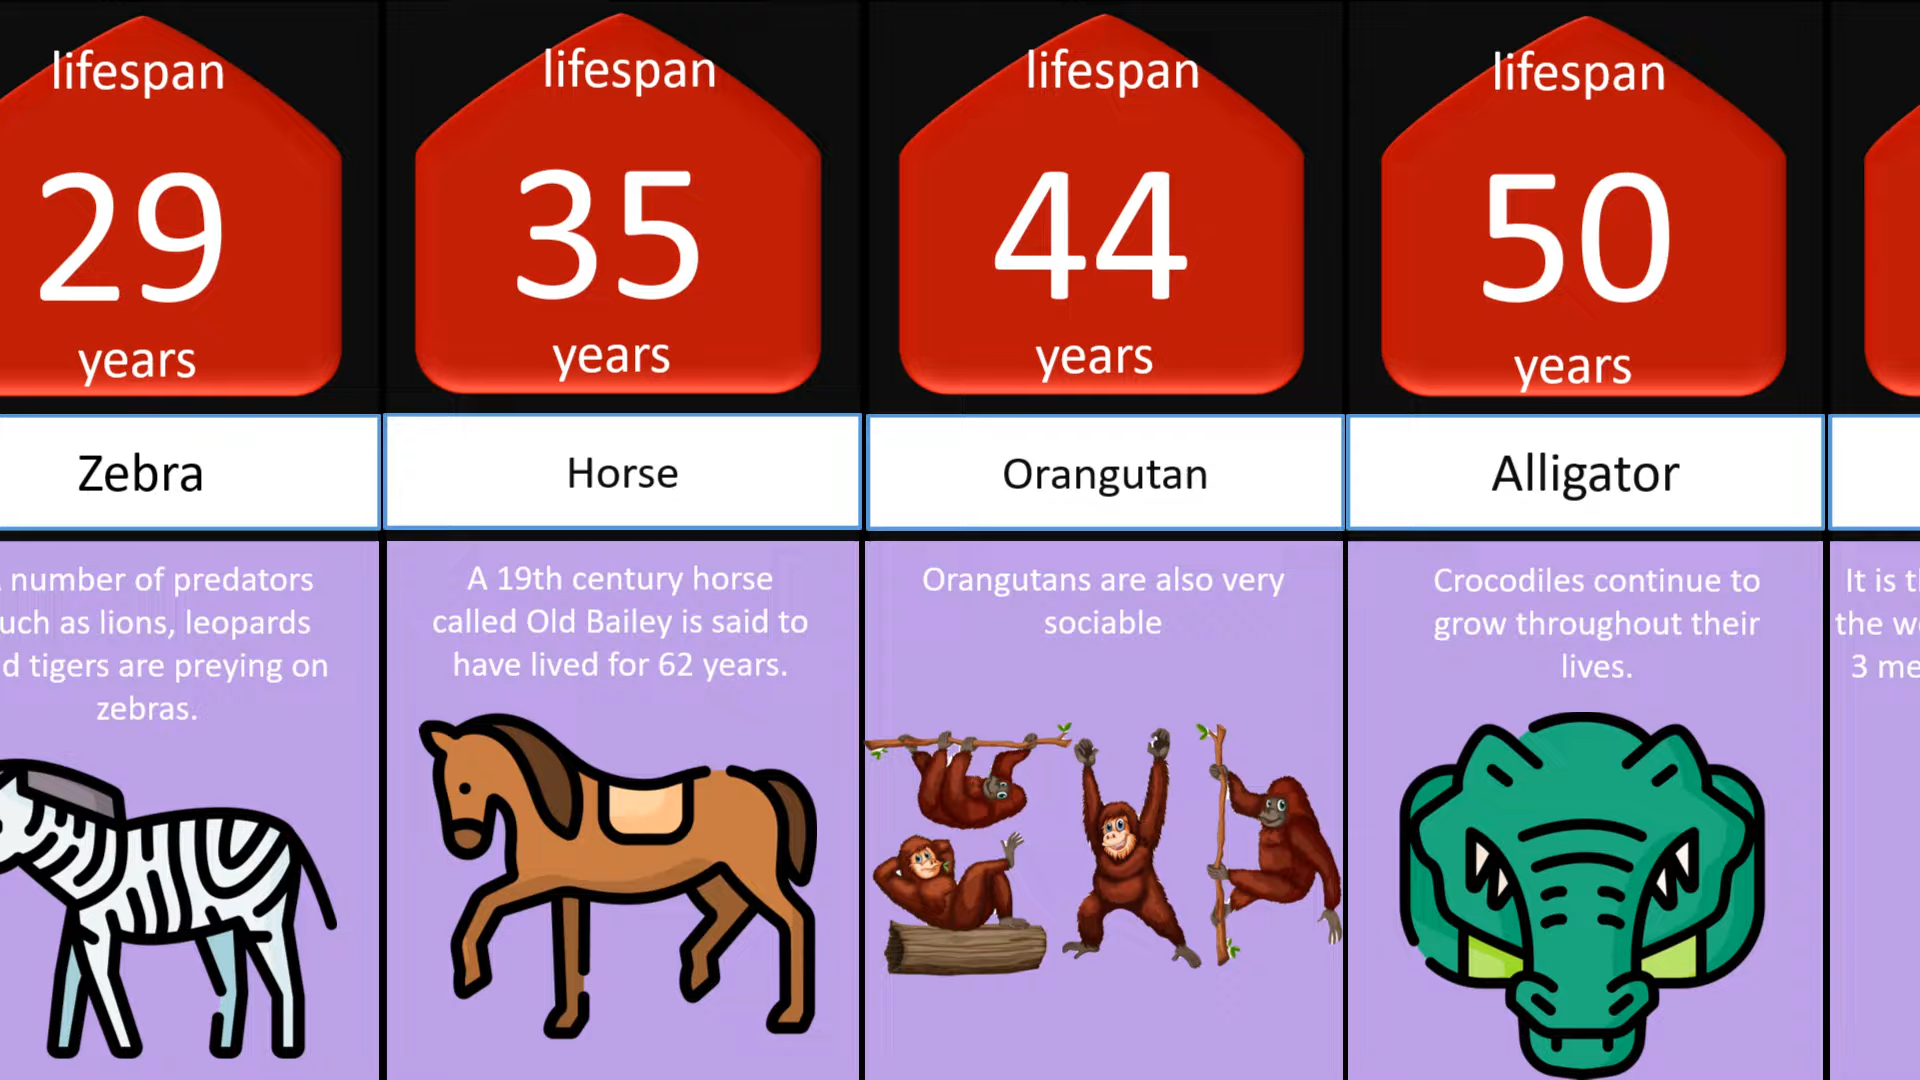 lifespan
29
years
Zebra
number of predators
uch as lions, leopards
d tigers are preying on
zebras.
lifespan
35
years
Horse
A 19th century horse
called Old Bailey is said to
have lived for 62 years.
lifespan
44
years
Orangutan
Orangutans are also very
sociable
lifespan
50
years
Alligator
Crocodiles continue to
grow throughout their
lives.
It is t
the w
3 me